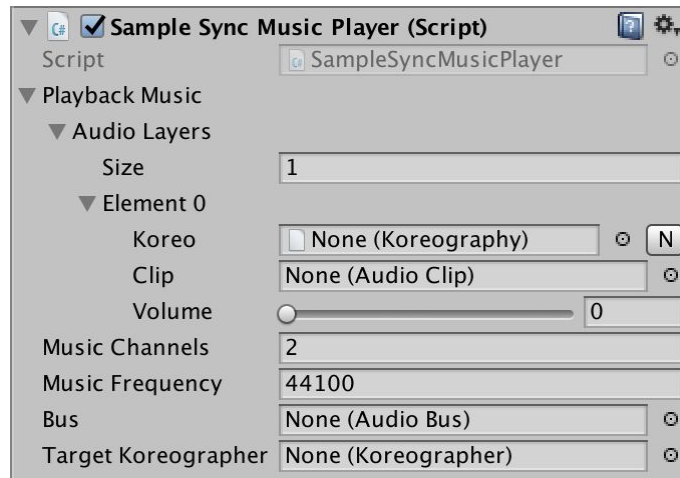 Sample Sync Music Player (Script)
Script SampleSyncMusicPlayer
Playback Music
Audio Layers
Size 1
Element 0
Koreo None (Koreography) N
Clip None (Audio Clip)
Volume 0
Music Channels 2
Music Frequency 44100
Bus None (Audio Bus)
Target Koreographer None (Koreographer)